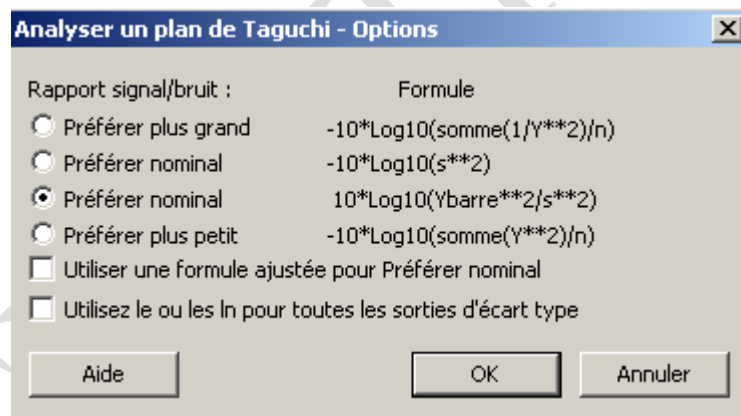 Analyser un plan de Taguchi - Options
Rapport signal/bruit : Formule
Préférer plus grand -10*Log10(somme(1/Y**2)/n)
Préférer nominal -10*Log10(s**2)
Préférer nominal 10*Log10(Ybarre**2/s**2)
Préférer plus petit -10*Log10(somme(Y**2)/n)
Utiliser une formule ajustée pour Préférer nominal
Utilisez le ou les ln pour toutes les sorties d'écart type
Aide OK Annuler